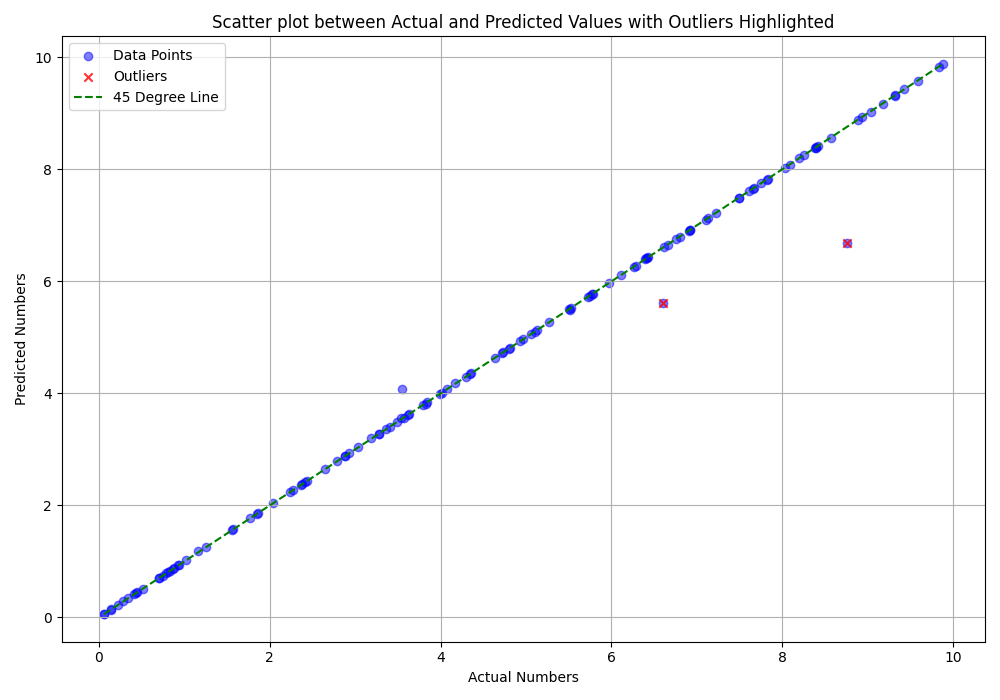 Scatter plot between Actual and Predicted Values with Outliers Highlighted
Data Points
Outliers
45 Degree Line
Predicted Numbers
10
8
6
4
2
0
0 2 4 6 8 10
Actual Numbers